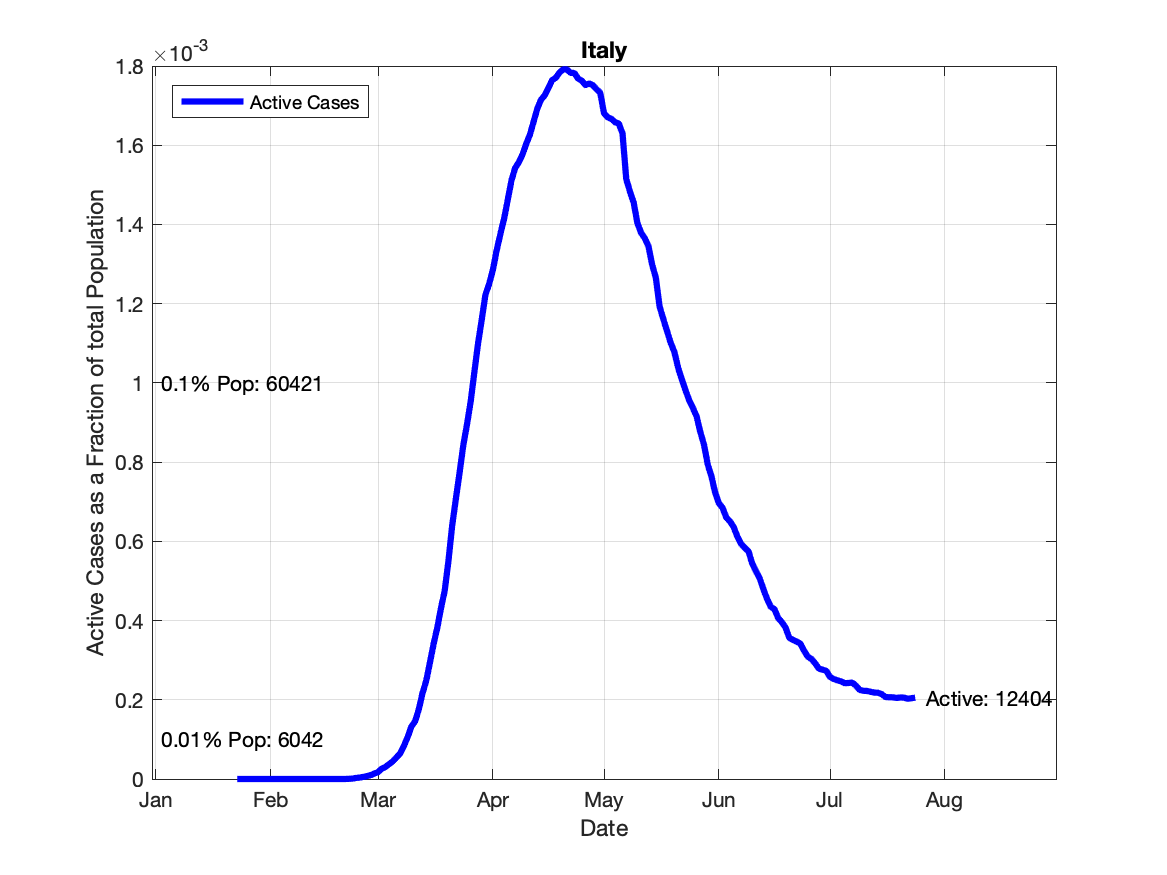 Italy
×10-3
1.8
1.6
1.4
1.2
1
0.8
0.6
0.4
0.2
0
Active Cases
Active Cases as a Fraction of total Population
0.1% Pop: 60421
0.01% Pop: 6042
Active: 12404
Jan Feb Mar Apr May Jun Jul Aug
Date